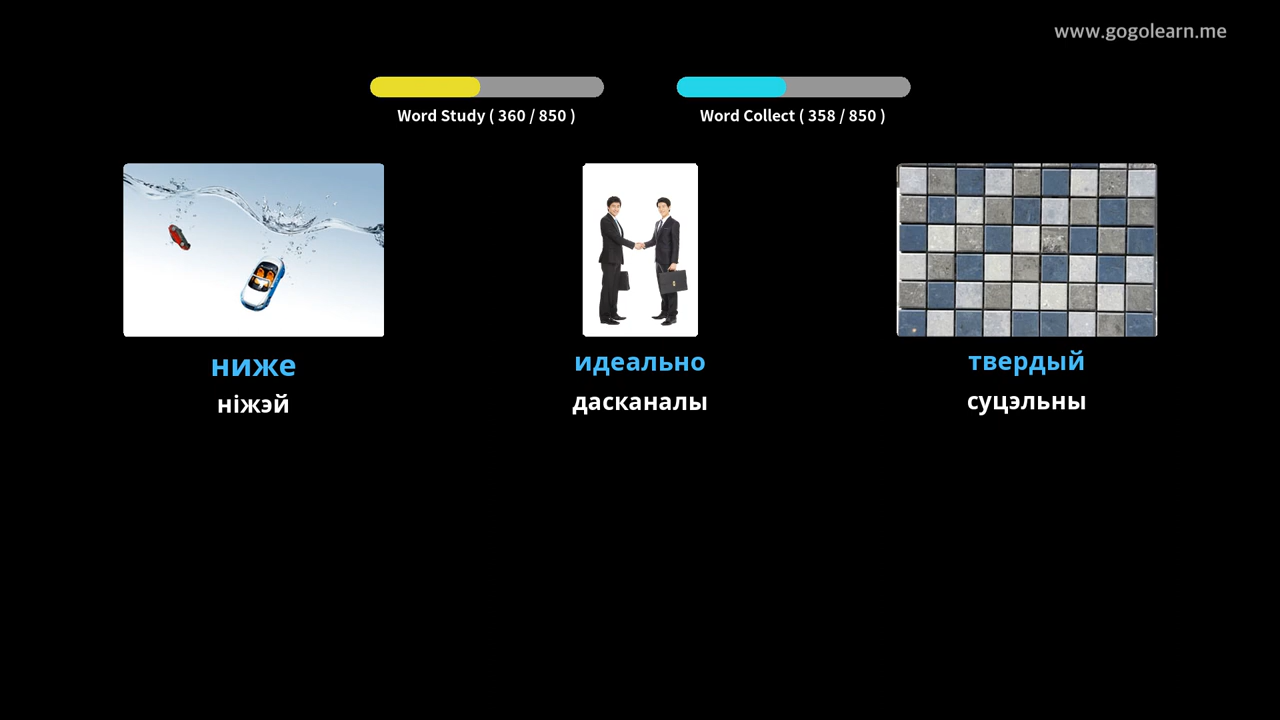 www.gogolearn.me
Word Study ( 360 / 850 )
Word Collect ( 358 / 850 )
ниже
ніжэй
идеально
дасканалы
твердый
суцэльны